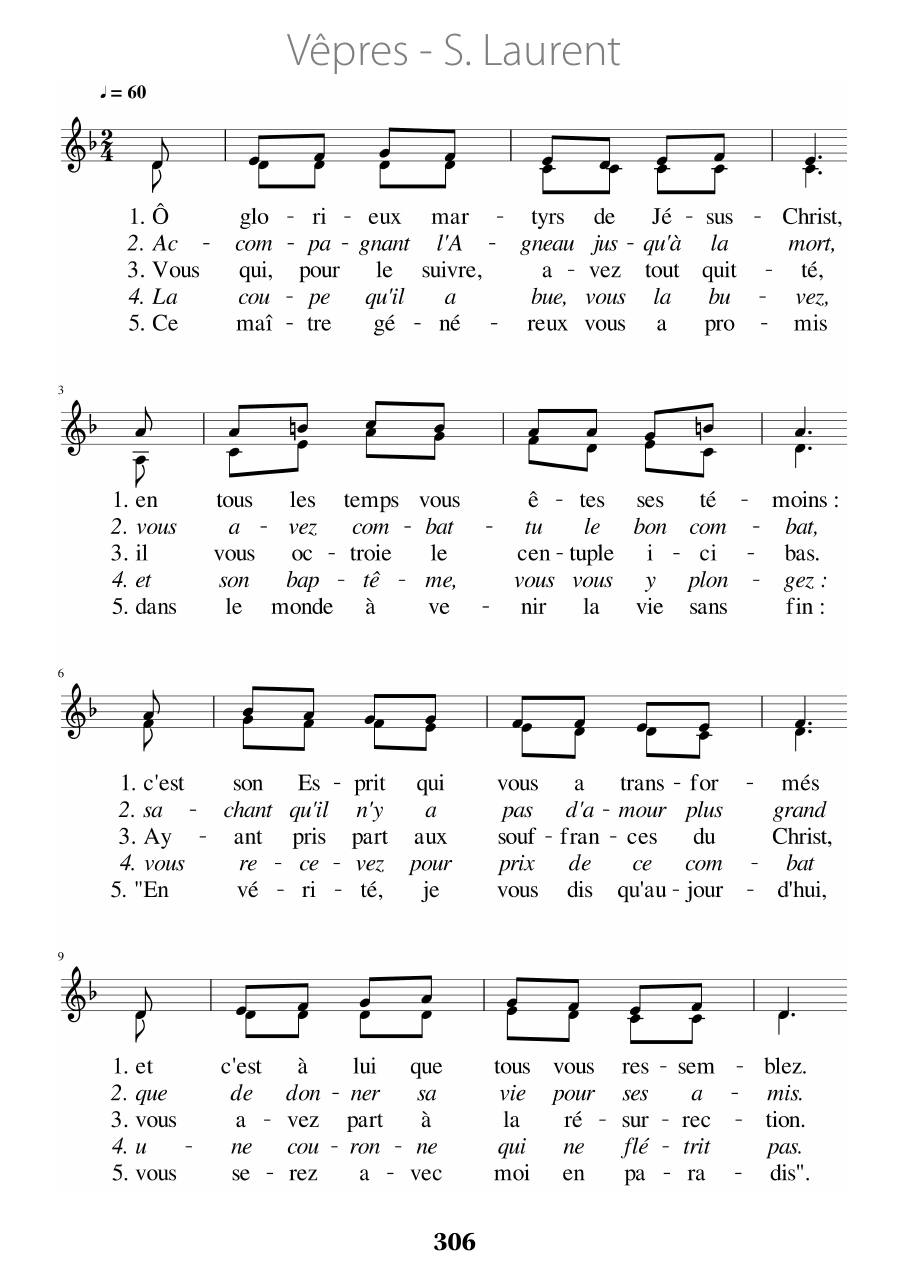 Vêpres - S. Laurent
♩ = 60
2
4
1. Ô glo - ri - eux mar - tyrs de Jé - sus - Christ,
2. Ac - com - pa - gnant l'A - gneau jus - qu'à la mort,
3. Vous qui, pour le suivre, a - vez tout quit - té,
4. La cou - pe qu'il a bue, vous la bu - vez,
5. Ce maî - tre gé - né - reux vous a pro - mis
3
1. en tous les temps vous ê - tes ses té - moins :
2. vous a - vez com - bat - tu le bon com - bat,
3. il vous oc - troie le cen - tuple i - ci - bas.
4. et son bap - tê - me, vous vous y plon - gez :
5. dans le monde à ve - nir la vie sans fin :
6
1. c'est son Es - prit qui vous a trans - for - més
2. sa - chant qu'il n'y a pas d'a - mour plus grand
3. Ay - ant pris part aux souf - fran - ces du Christ,
4. vous re - ce - vez pour prix de ce com - bat
5. "En vé - ri - té, je vous dis qu'au - jour - d'hui,
9
1. et c'est à lui que tous vous res - sem - blez.
2. que de don - ner sa vie pour ses a - mis.
3. vous a - vez part à la ré - sur - rec - tion.
4. u - ne cou - ron - ne qui ne flé - trit pas.
5. vous se - rez a - vec moi en pa - ra - dis".
306